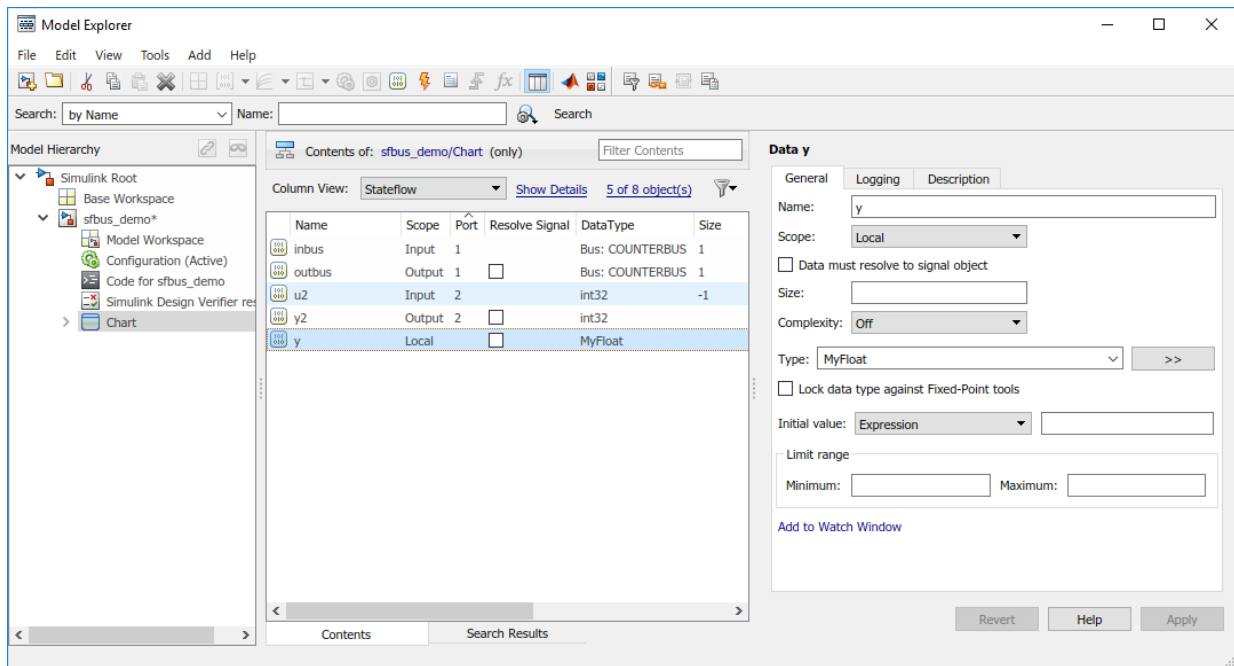 Model Explorer
File Edit View Tools Add Help
Search: by Name Name: Search
Model Hierarchy
Simulink Root
Base Workspace
sfbus_demo*
Model Workspace
Configuration (Active)
Code for sfbus_demo
Simulink Design Verifier res
Chart
Contents of: sfbus_demo/Chart (only) Filter Contents
Column View: Stateflow Show Details 5 of 8 object(s)
Name Scope Port Resolve Signal DataType Size
inbus Input 1 Bus: COUNTERBUS 1
outbus Output 1 Bus: COUNTERBUS 1
u2 Input 2 int32 -1
y2 Output 2 int32
y Local MyFloat
Contents Search Results
Data y
General Logging Description
Name: y
Scope: Local
Data must resolve to signal object
Size:
Complexity: Off
Type: MyFloat >>
Lock data type against Fixed-Point tools
Initial value: Expression
Limit range
Minimum: Maximum:
Add to Watch Window
Revert Help Apply